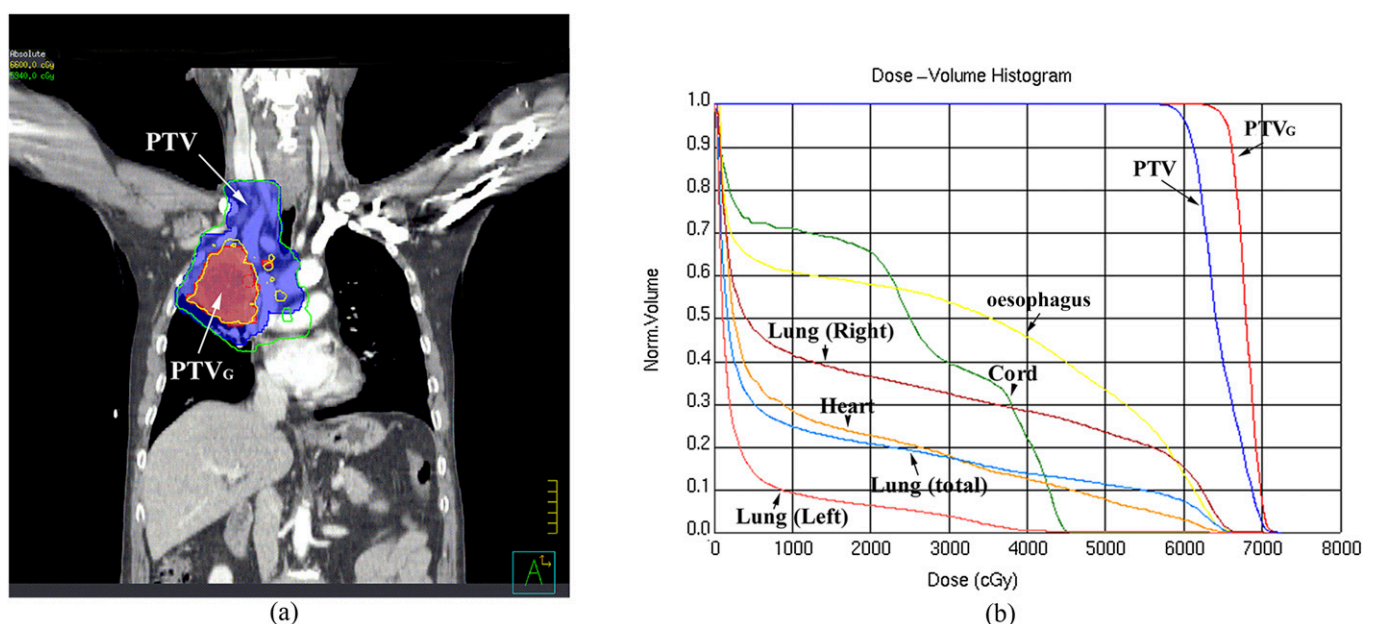 Absolute
6600.0 cGy
5940.0 cGy
PTV
PTVG
A
(a)
Dose –Volume Histogram
Norm.Volume
1.0
0.9
0.8
0.7
0.6
0.5
0.4
0.3
0.2
0.1
0.0
PTVG
PTV
oesophagus
Lung (Right)
Cord
Heart
Lung (total)
Lung (Left)
0 1000 2000 3000 4000 5000 6000 7000 8000
Dose (cGy)
(b)